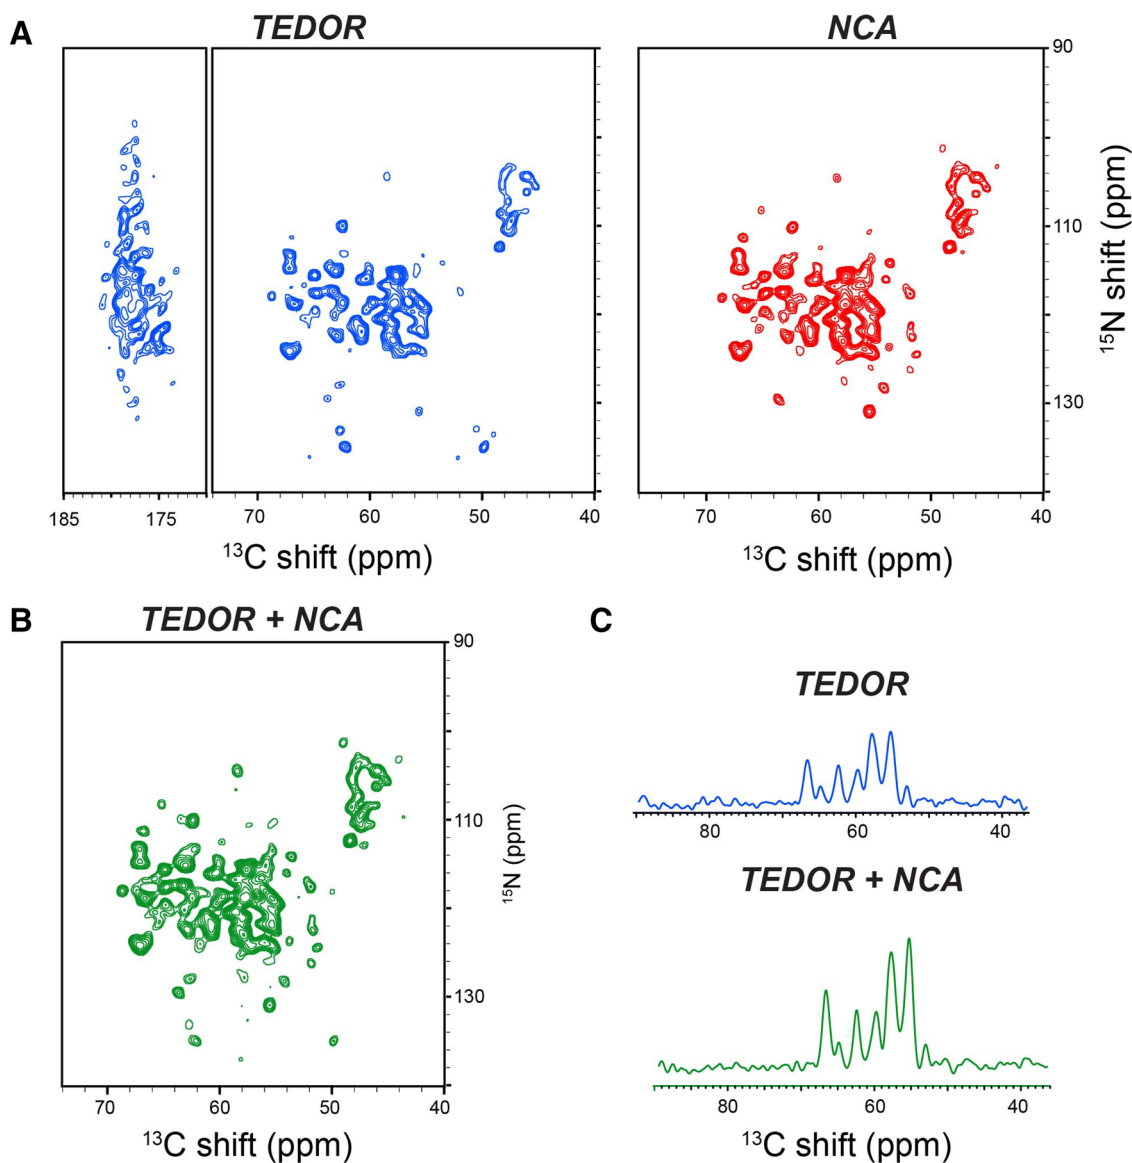 A
TEDOR
NCA
90
110
130
¹⁵N shift (ppm)
185
175
70
60
50
40
70
60
50
40
¹³C shift (ppm)
¹³C shift (ppm)
B
TEDOR + NCA
C
90
110
130
¹⁵N (ppm)
70
60
50
40
¹³C shift (ppm)
TEDOR
80
60
40
TEDOR + NCA
80
60
40
¹³C shift (ppm)